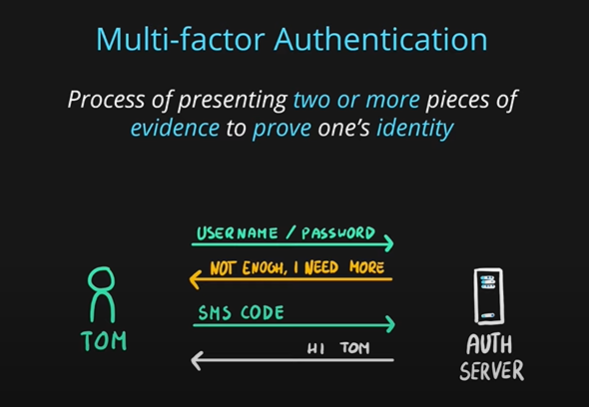 Multi-factor Authentication
Process of presenting two or more pieces of
evidence to prove one's identity
USERNAME / PASSWORD
NOT ENOGH, I NEED MORE
SMS CODE
HI TOM
TOM
AUTH
SERVER